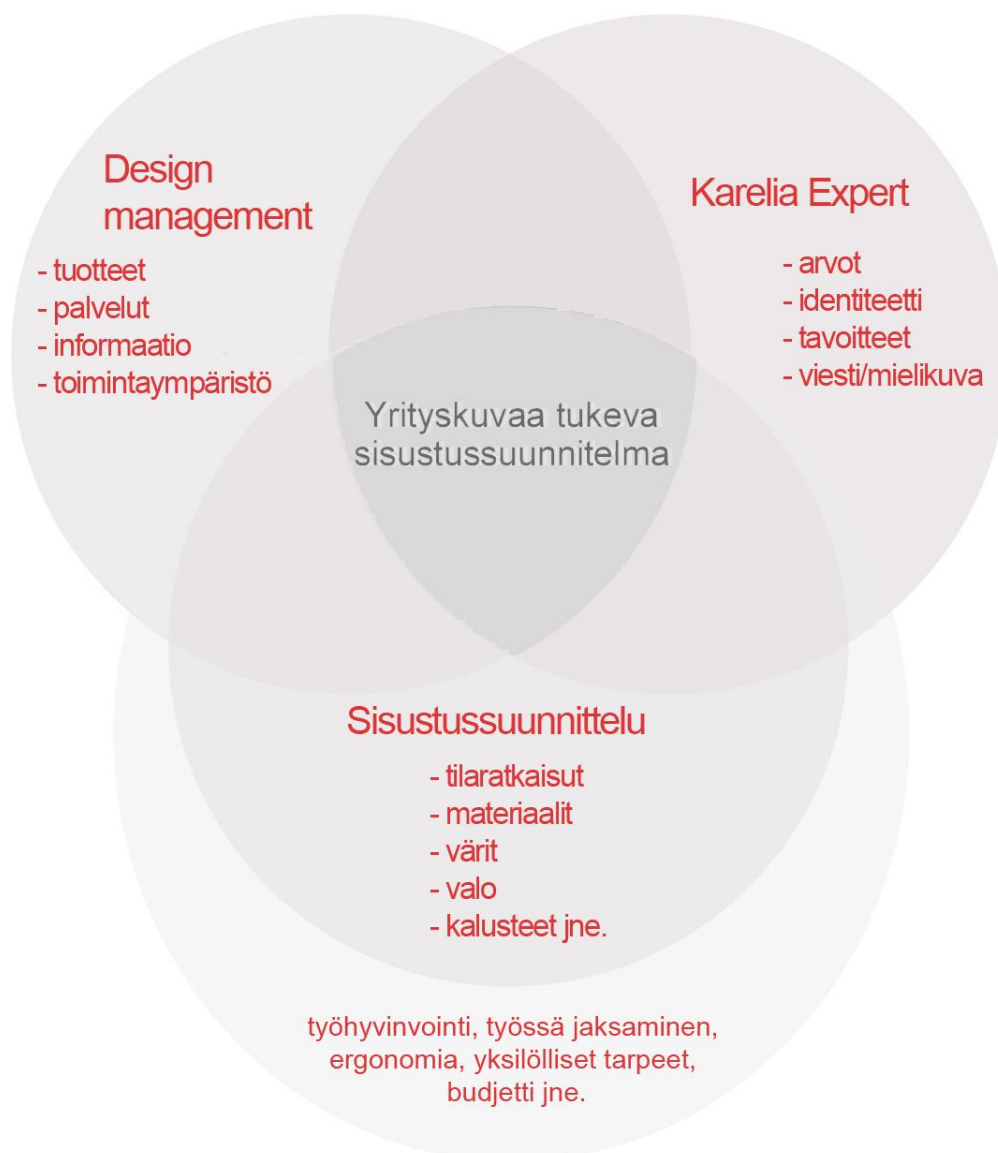 Design
management
- tuotteet
- palvelut
- informaatio
- toimintaympäristö
Karelia Expert
- arvot
- identiteetti
- tavoitteet
- viesti/mielikuva
Yrityskuvaa tukeva
sisustussuunnitelma
Sisustussuunnittelu
- tilaratkaisut
- materiaalit
- värit
- valo
- kalusteet jne.
työhyvinvointi, työssä jaksaminen,
ergonomia, yksilölliset tarpeet,
budjetti jne.